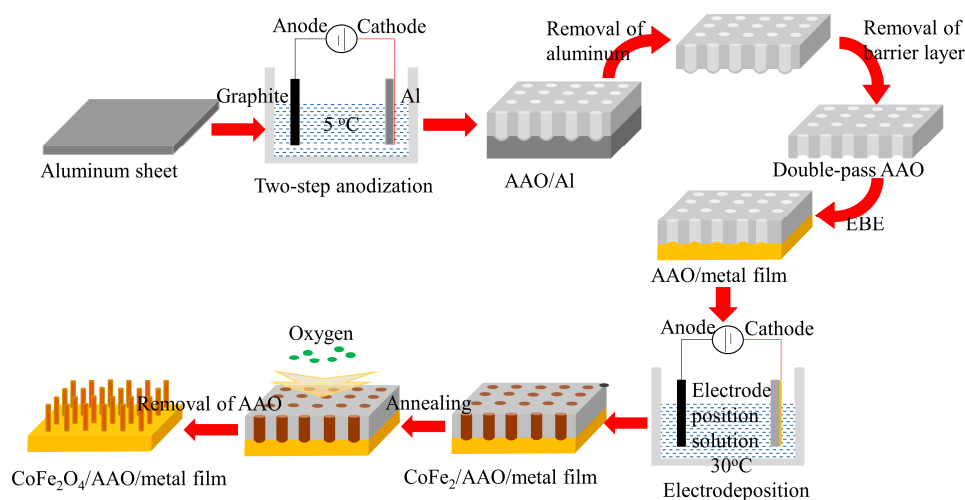 Anode
Cathode
Removal of
aluminum
Removal of
barrier layer
Graphite
Al
5 °C
Aluminum sheet
Two-step anodization
AAO/Al
Double-pass AAO
EBE
AAO/metal film
Anode
Cathode
Oxygen
Electrode
position
solution
30°C
Electrodeposition
Annealing
Removal of AAO
CoFe₂/AAO/metal film
CoFe₂O₄/AAO/metal film